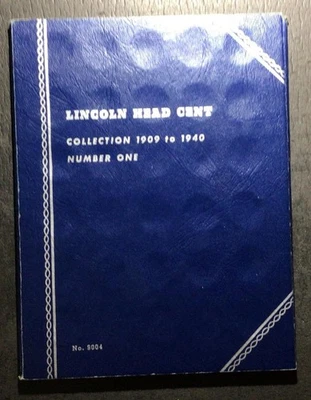 LINCOLN HEAD CENT
COLLECTION 1909 to 1940
NUMBER ONE
No. 9004